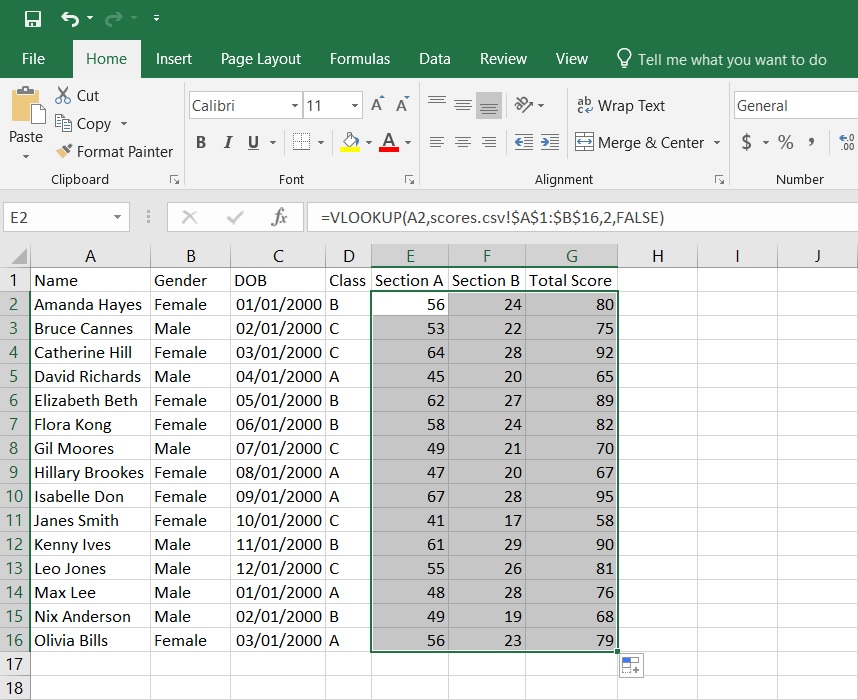 File Home Insert Page Layout Formulas Data Review View Tell me what you want to do
Cut
Calibri 11 A A ab Wrap Text General
Copy
Paste
Format Painter
B I U A Merge & Center $ % , .0 .00
Clipboard Font Alignment Number
E2 fx =VLOOKUP(A2,scores.csv!$A$1:$B$16,2,FALSE)
A B C D E F G H I J
1 Name Gender DOB Class Section A Section B Total Score
2 Amanda Hayes Female 01/01/2000 B 56 24 80
3 Bruce Cannes Male 02/01/2000 C 53 22 75
4 Catherine Hill Female 03/01/2000 C 64 28 92
5 David Richards Male 04/01/2000 A 45 20 65
6 Elizabeth Beth Female 05/01/2000 B 62 27 89
7 Flora Kong Female 06/01/2000 B 58 24 82
8 Gil Moores Male 07/01/2000 C 49 21 70
9 Hillary Brookes Female 08/01/2000 A 47 20 67
10 Isabelle Don Female 09/01/2000 A 67 28 95
11 Janes Smith Female 10/01/2000 C 41 17 58
12 Kenny Ives Male 11/01/2000 B 61 29 90
13 Leo Jones Male 12/01/2000 C 55 26 81
14 Max Lee Male 01/01/2000 A 48 28 76
15 Nix Anderson Male 02/01/2000 B 49 19 68
16 Olivia Bills Female 03/01/2000 A 56 23 79
17
18